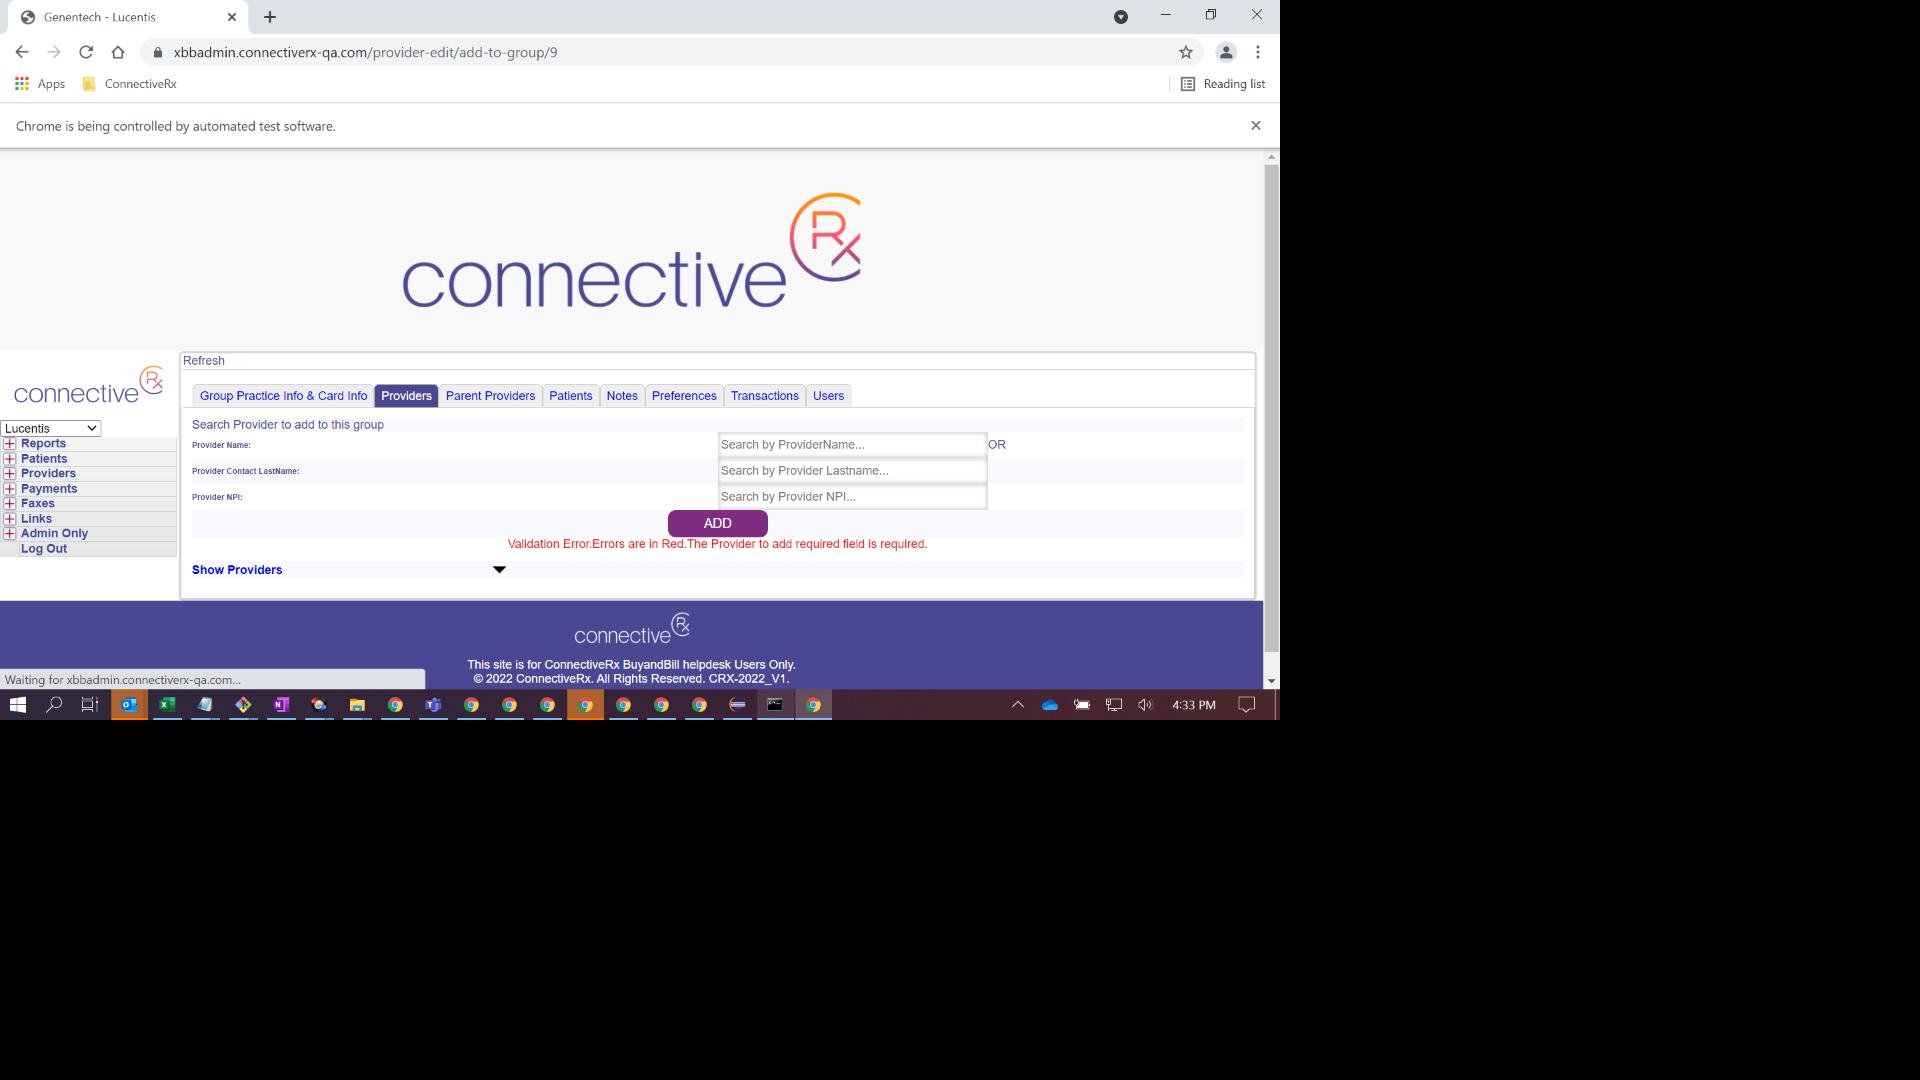 Genentech - Lucentis
xbbadmin.connectiverx-qa.com/provider-edit/add-to-group/9
Apps
ConnectiveRx
Reading list
Chrome is being controlled by automated test software.
connective Rx
Refresh
connective Rx
Group Practice Info & Card Info
Providers
Parent Providers
Patients
Notes
Preferences
Transactions
Users
Lucentis
Reports
Patients
Providers
Payments
Faxes
Links
Admin Only
Log Out
Search Provider to add to this group
Provider Name:
Search by ProviderName...
OR
Provider Contact LastName:
Search by Provider Lastname...
Provider NPI:
Search by Provider NPI...
ADD
Validation Error.Errors are in Red.The Provider to add required field is required.
Show Providers
connective Rx
This site is for ConnectiveRx BuyandBill helpdesk Users Only.
© 2022 ConnectiveRx. All Rights Reserved. CRX-2022_V1.
Waiting for xbbadmin.connectiverx-qa.com...
4:33 PM